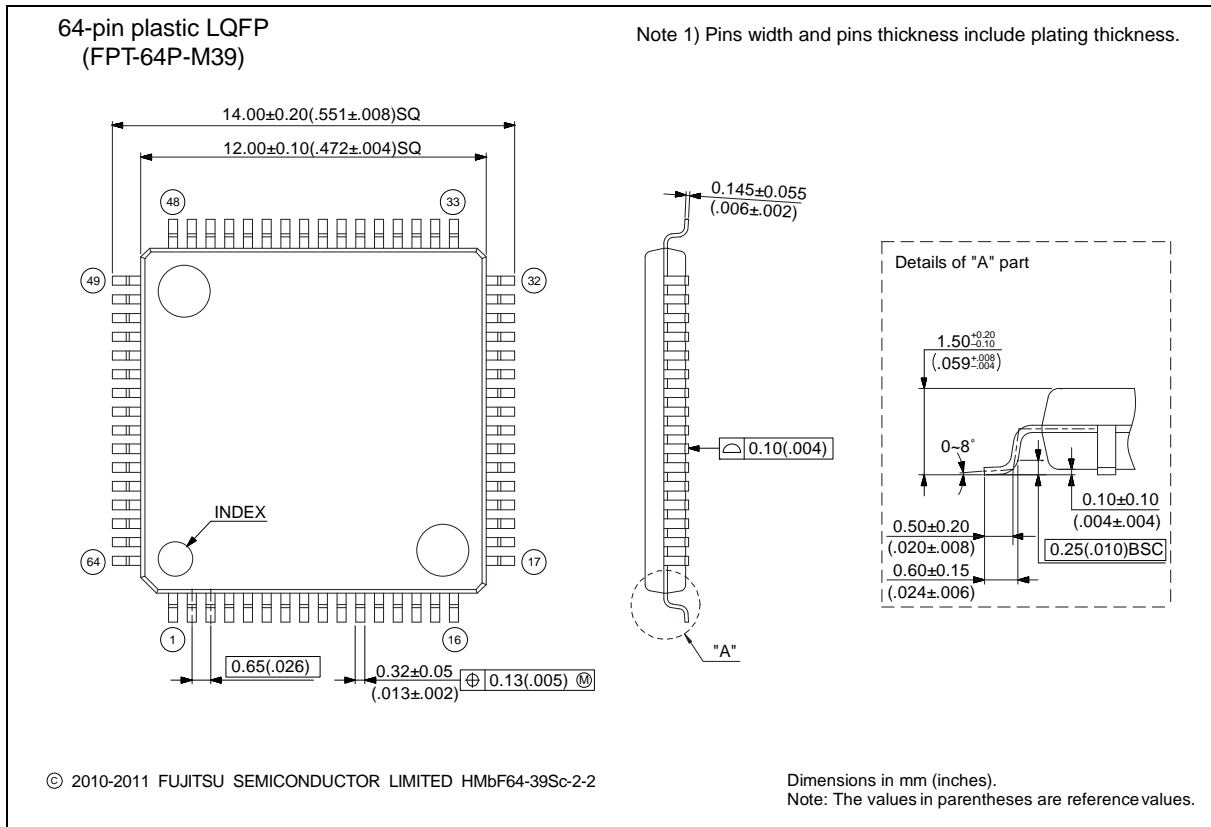 64-pin plastic LQFP
(FPT-64P-M39)
Note 1) Pins width and pins thickness include plating thickness.
14.00±0.20(.551±.008)SQ
12.00±0.10(.472±.004)SQ
48
33
49
32
INDEX
64
17
1
16
0.65(.026)
0.32±0.05
(.013±.002)
⌖ 0.13(.005) Ⓜ
0.145±0.055
(.006±.002)
⌓ 0.10(.004)
"A"
Details of "A" part
1.50 +0.20 −0.10
(.059 +.008 −.004)
0~8°
0.50±0.20
(.020±.008)
0.60±0.15
(.024±.006)
0.10±0.10
(.004±.004)
0.25(.010)BSC
© 2010-2011 FUJITSU SEMICONDUCTOR LIMITED HMbF64-39Sc-2-2
Dimensions in mm (inches).
Note: The values in parentheses are reference values.